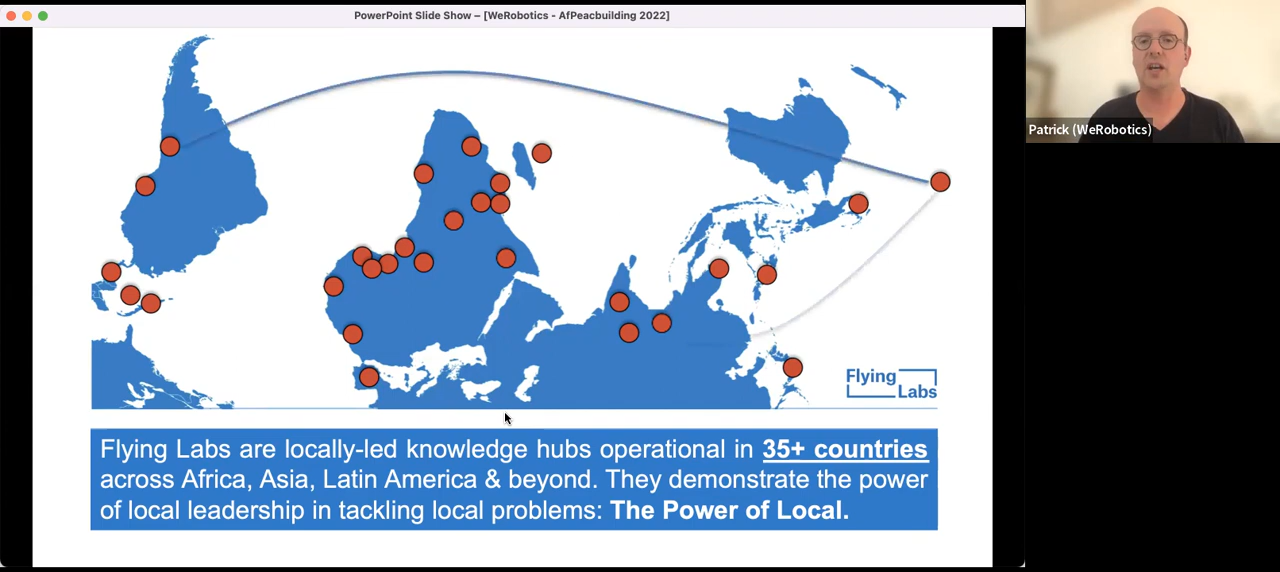 PowerPoint Slide Show – [WeRobotics - AfPeacbuilding 2022]
Patrick (WeRobotics)
Flying
Labs
Flying Labs are locally-led knowledge hubs operational in 35+ countries
across Africa, Asia, Latin America & beyond. They demonstrate the power
of local leadership in tackling local problems: The Power of Local.